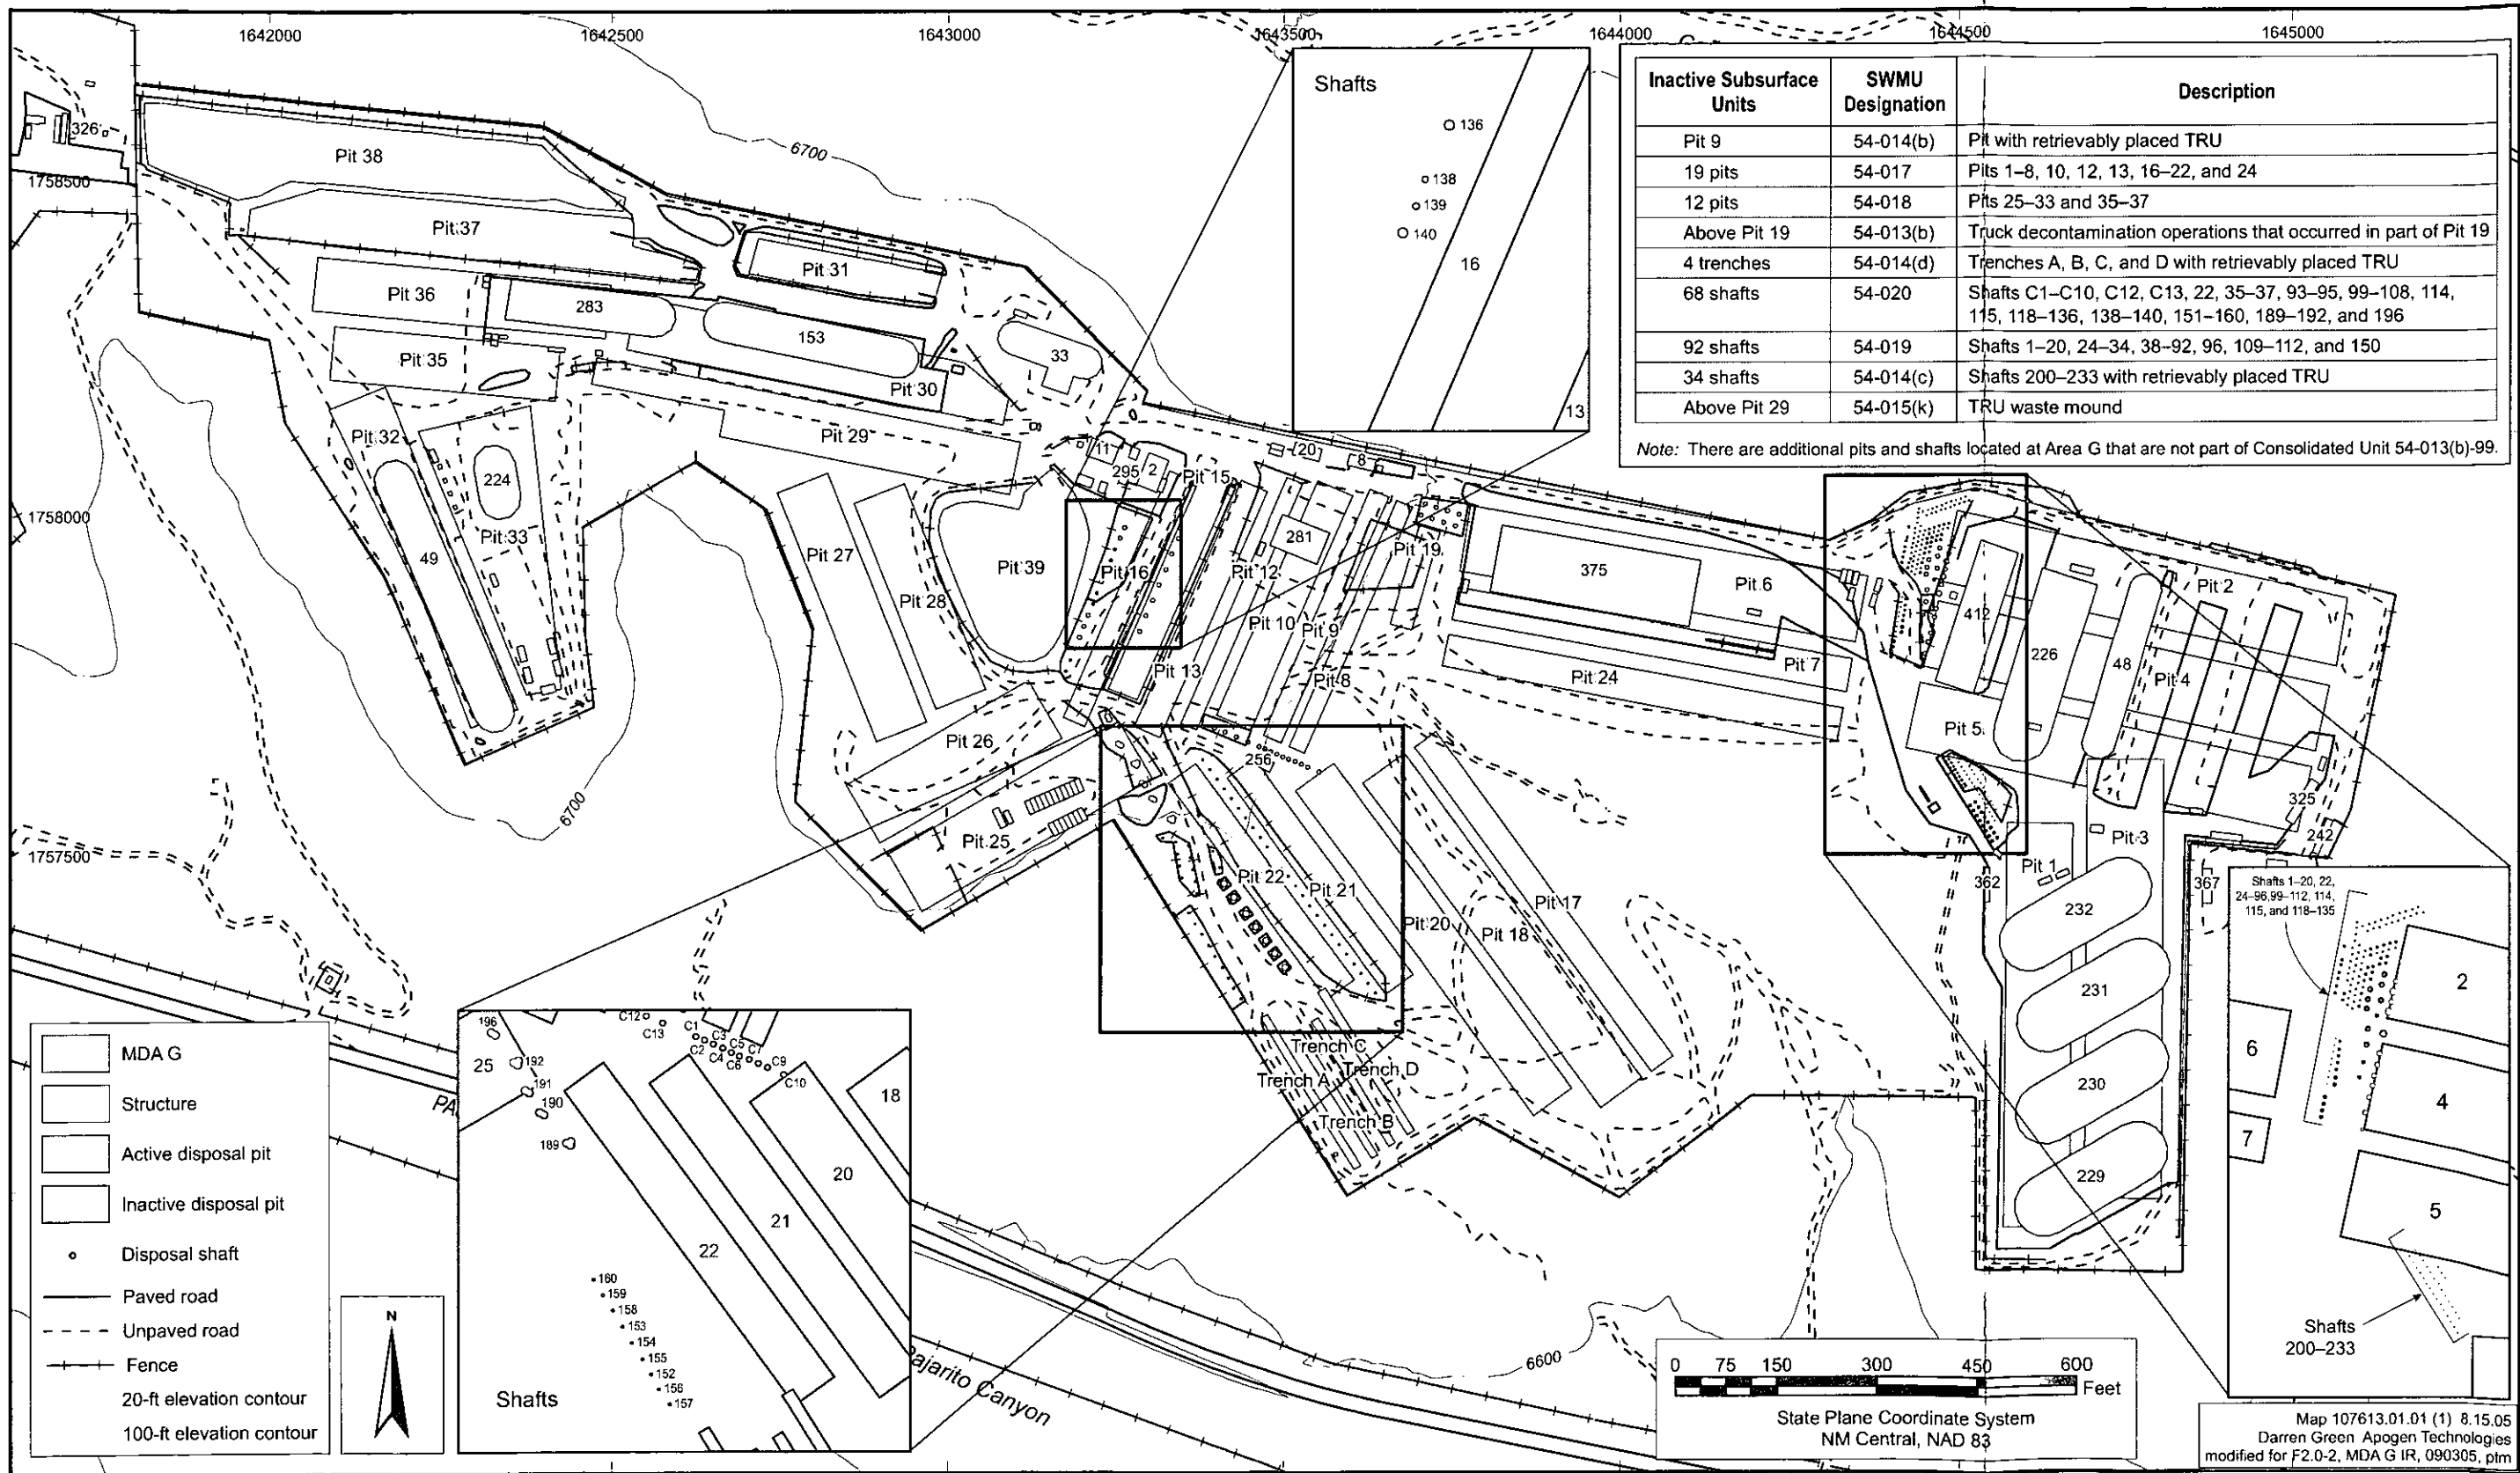 1642000 1642500 1643000 1643500 1644000 1644500 1645000
1758500
1758000
1757500
Inactive Subsurface Units SWMU Designation Description
Pit 9 54-014(b) Pit with retrievably placed TRU
19 pits 54-017 Pits 1–8, 10, 12, 13, 16–22, and 24
12 pits 54-018 Pits 25–33 and 35–37
Above Pit 19 54-013(b) Truck decontamination operations that occurred in part of Pit 19
4 trenches 54-014(d) Trenches A, B, C, and D with retrievably placed TRU
68 shafts 54-020 Shafts C1–C10, C12, C13, 22, 35–37, 93–95, 99–108, 114,
115, 118–136, 138–140, 151–160, 189–192, and 196
92 shafts 54-019 Shafts 1–20, 24–34, 38–92, 96, 109–112, and 150
34 shafts 54-014(c) Shafts 200–233 with retrievably placed TRU
Above Pit 29 54-015(k) TRU waste mound
Note: There are additional pits and shafts located at Area G that are not part of Consolidated Unit 54-013(b)-99.
Shafts
136
138
139
140
16
13
326
Pit 38
6700
Pit 37
Pit 31
Pit 36
283
153
33
Pit 35
Pit 30
Pit 32
Pit 29
224
Pit 33
49
11
295
2
Pit 15
20
8
Pit 27
Pit 28
Pit 39
Pit 16
Pit 12
281
Pit 19
Pit 10
Pit 9
Pit 13
Pit 8
375
Pit 6
Pit 7
Pit 24
412
226
48
Pit 2
Pit 4
Pit 5
Pit 26
6700
Pit 25
256
Pit 22
Pit 21
Pit 20
Pit 18
Pit 17
325
242
Pit 3
Pit 1
362
367
232
231
230
229
Trench C
Trench D
Trench A
Trench B
PA
Pajarito Canyon
6600
MDA G
Structure
Active disposal pit
Inactive disposal pit
Disposal shaft
Paved road
Unpaved road
Fence
20-ft elevation contour
100-ft elevation contour
N
196
C12
C13
C1
C2
C3
C4
C5
C6
C7
C9
C10
25
192
191
190
189
18
20
21
22
160
159
158
153
154
155
152
156
157
Shafts
Shafts 1–20, 22,
24–96,99–112, 114,
115, and 118–135
2
6
4
7
5
Shafts
200–233
0 75 150 300 450 600
Feet
State Plane Coordinate System
NM Central, NAD 83
Map 107613.01.01 (1) 8.15.05
Darren Green Apogen Technologies
modified for F2.0-2, MDA G IR, 090305, ptm